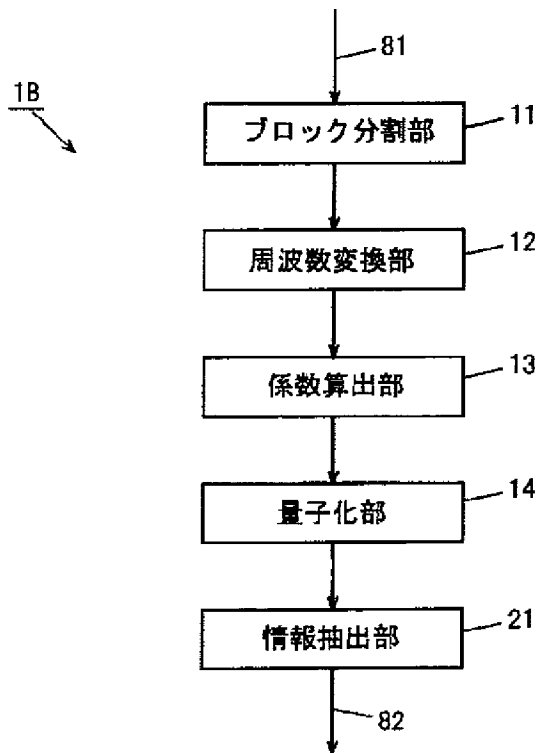 81
1B
ブロック分割部
11
周波数変換部
12
係数算出部
13
量子化部
14
情報抽出部
21
82